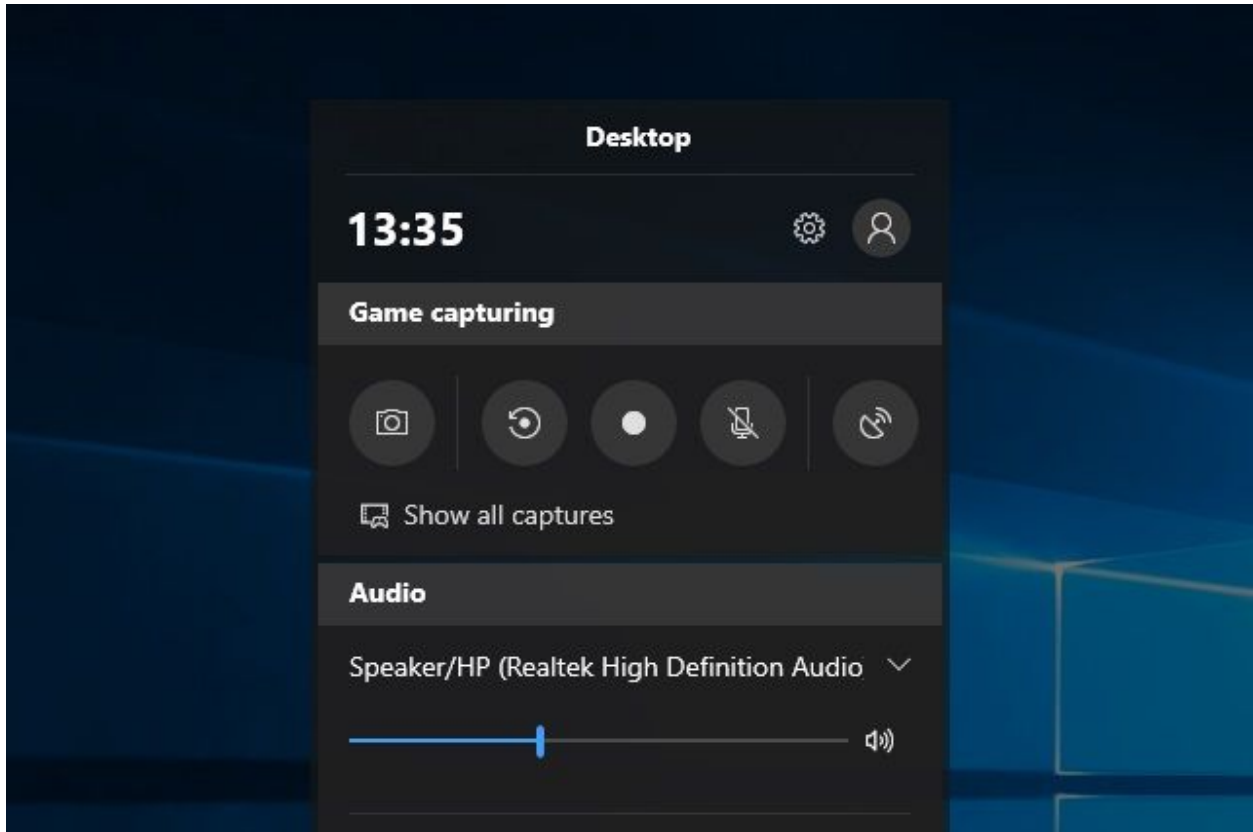 Desktop
13:35
Game capturing
Show all captures
Audio
Speaker/HP (Realtek High Definition Audio